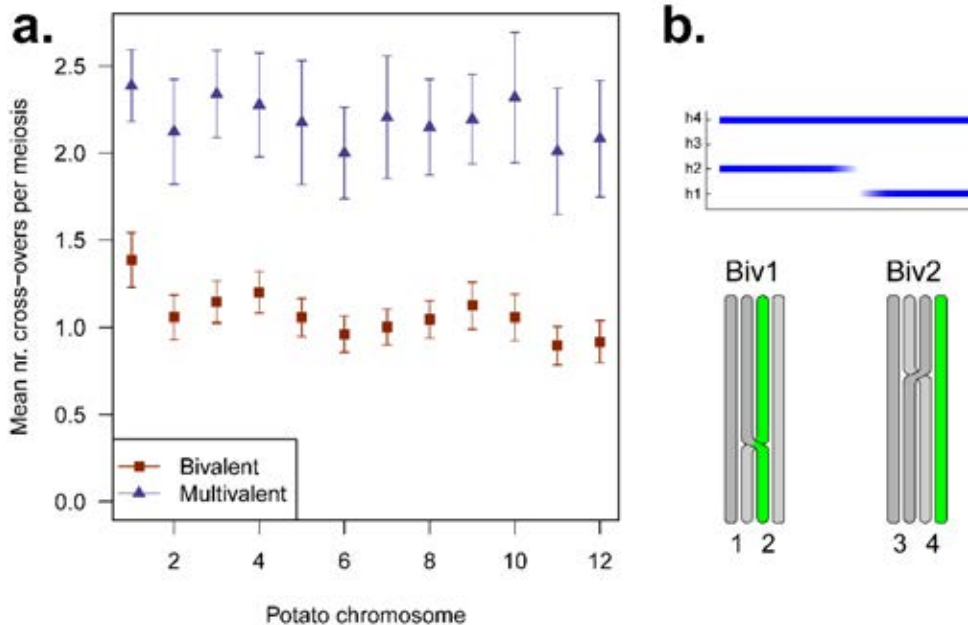 a.
Mean nr. cross-overs per meiosis
2.5
2.0
1.5
1.0
0.5
0.0
Bivalent
Multivalent
2 4 6 8 10 12
Potato chromosome
b.
h4
h3
h2
h1
Biv1 Biv2
1 2 3 4